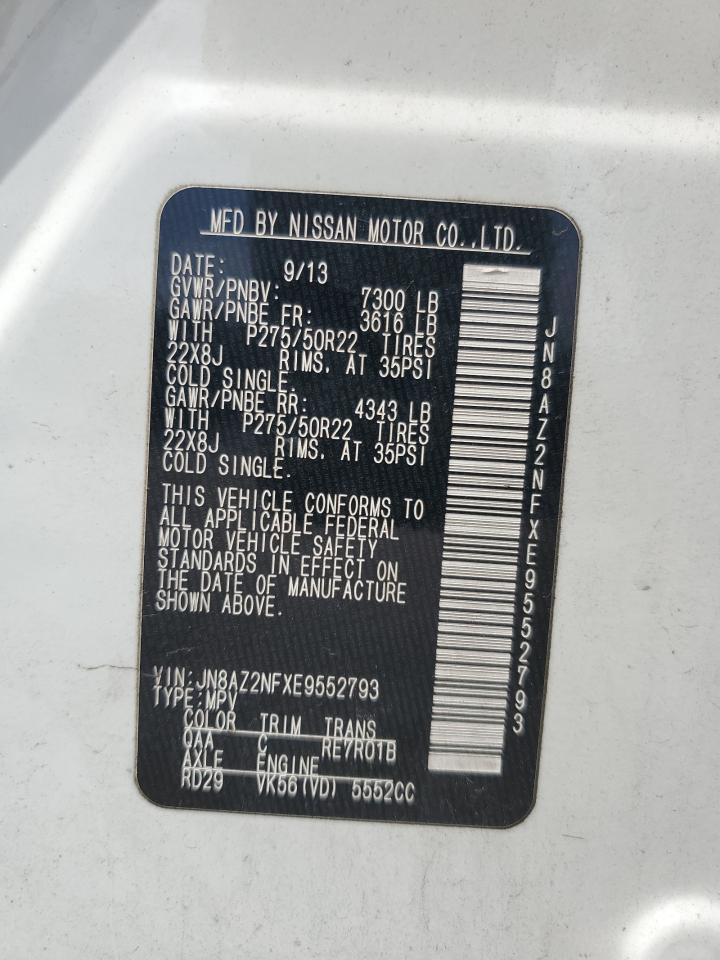 MFD BY NISSAN MOTOR CO.,LTD.
DATE: 9/13
GVWR/PNBV: 7300 LB
GAWR/PNBE FR: 3616 LB
WITH P275/50R22 TIRES
22X8J RIMS, AT 35PSI
COLD SINGLE.
GAWR/PNBE RR: 4343 LB
WITH P275/50R22 TIRES
22X8J RIMS, AT 35PSI
COLD SINGLE.
THIS VEHICLE CONFORMS TO
ALL APPLICABLE FEDERAL
MOTOR VEHICLE SAFETY
STANDARDS IN EFFECT ON
THE DATE OF MANUFACTURE
SHOWN ABOVE.
VIN: JN8AZ2NFXE9552793
TYPE: MPV
COLOR TRIM TRANS
QAA C RE7R01B
AXLE ENGINE
RD29 VK56(VD) 5552CC
JN8AZ2NFXE9552793